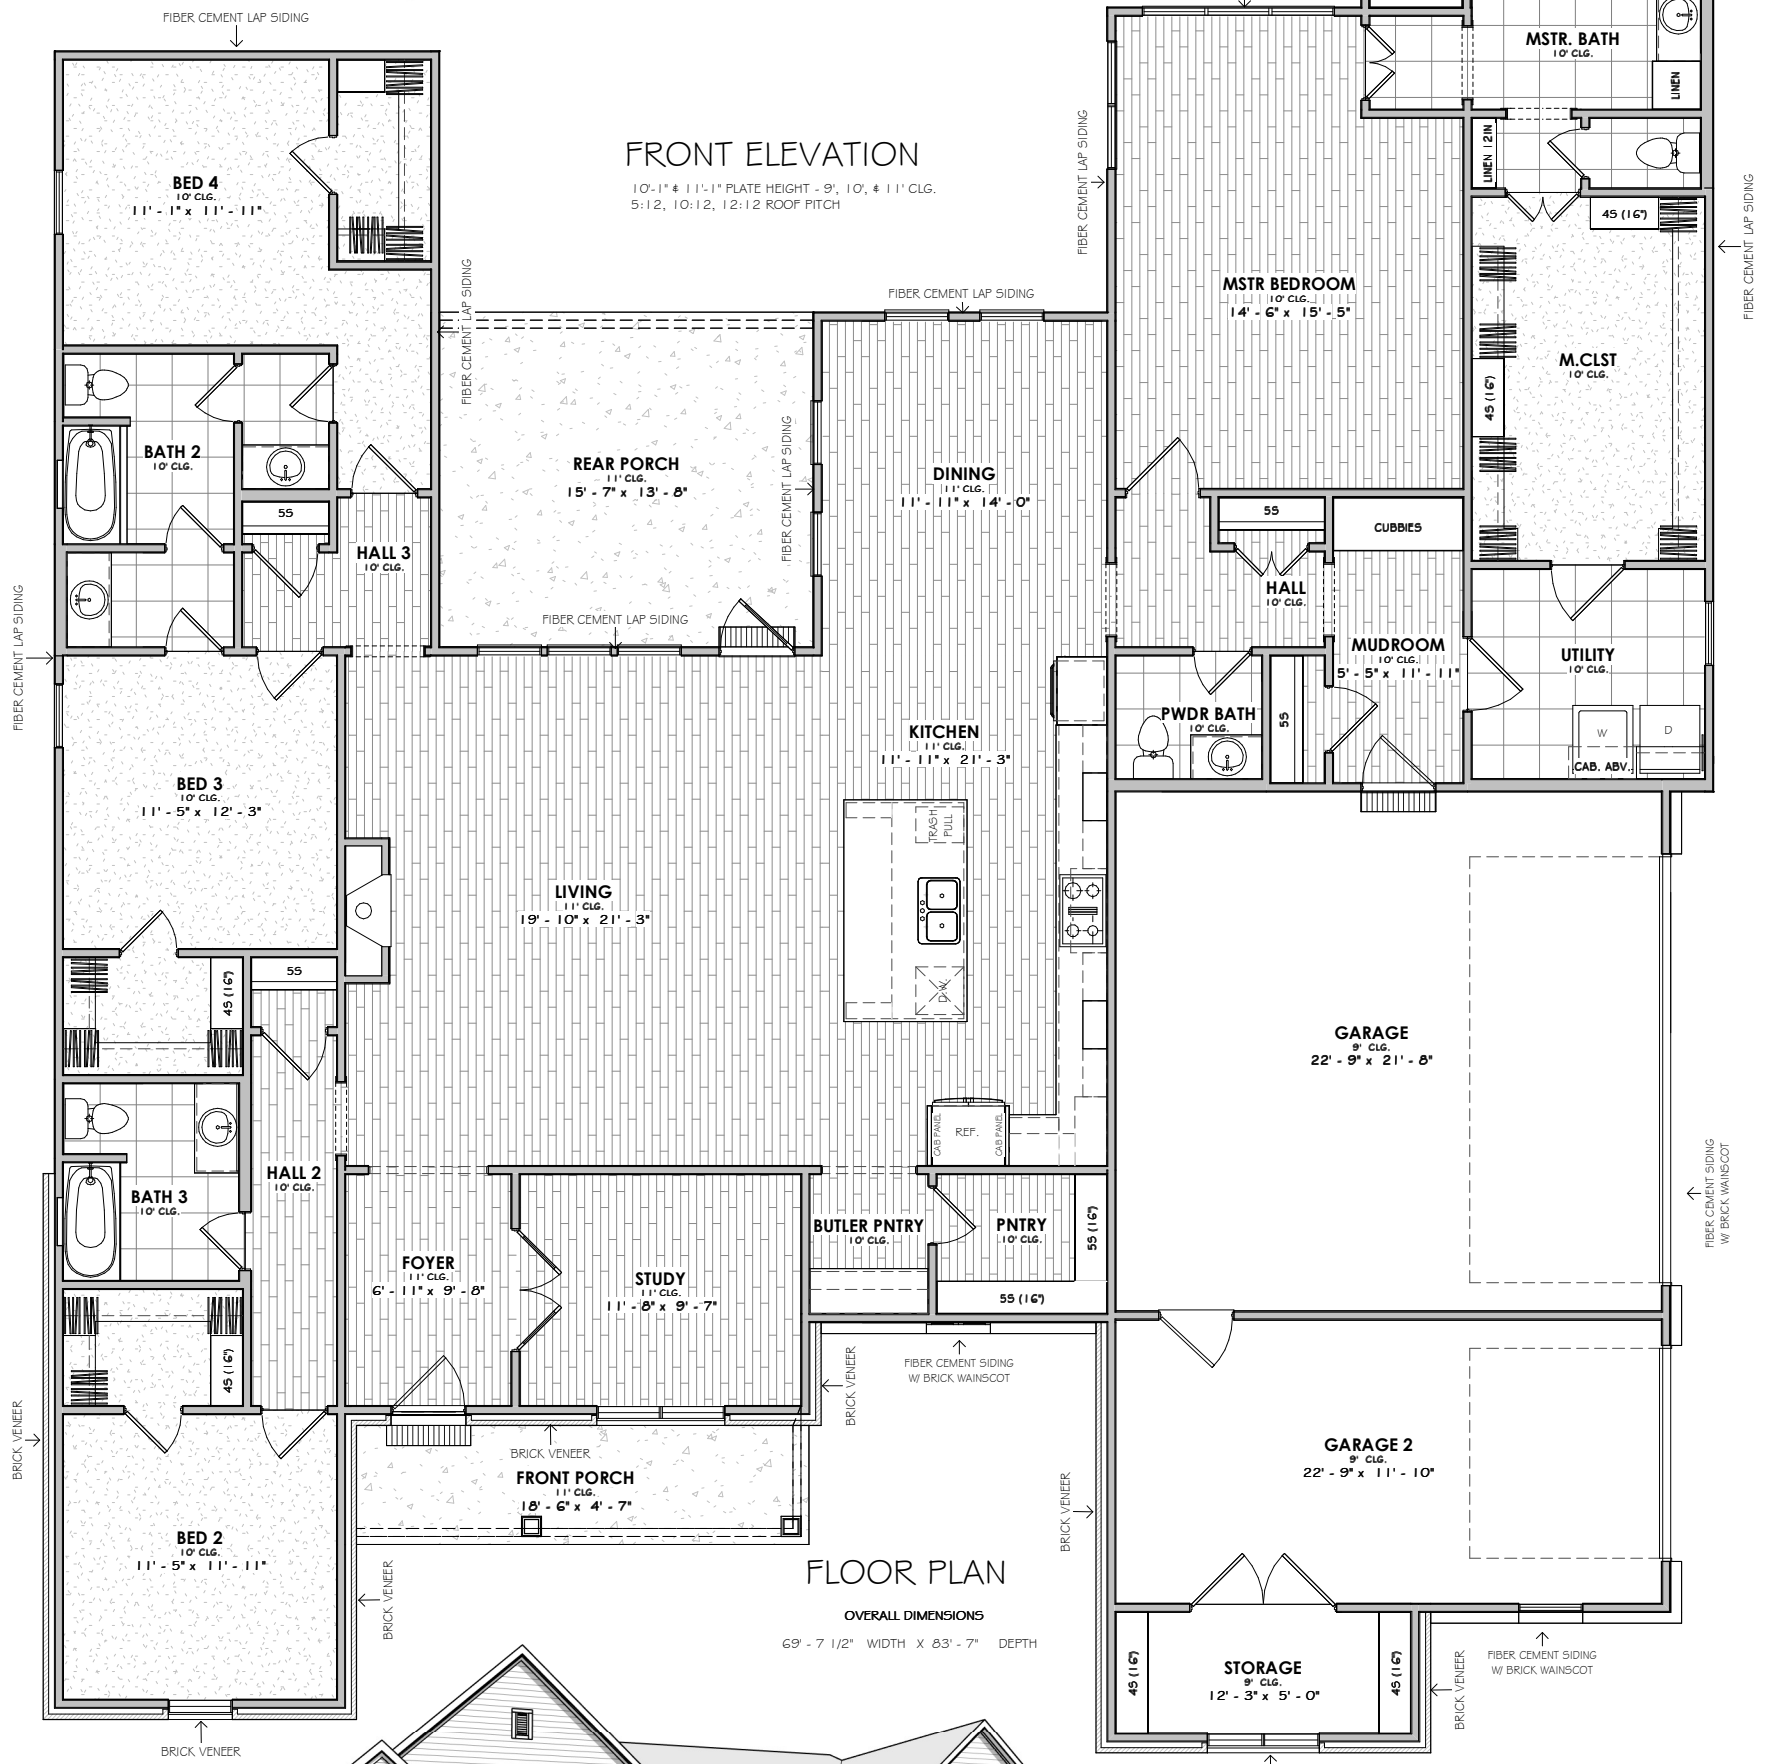 FIBER CEMENT LAP SIDING
MSTR. BATH
10' CLG.
LINEN
BED 4
10' CLG.
11' - 1" x 11' - 11"
FRONT ELEVATION
10'-1" & 11'-1" PLATE HEIGHT - 9', 10', & 11' CLG.
5:12, 10:12, 12:12 ROOF PITCH
FIBER CEMENT LAP SIDING
LINEN 12IN
4S (16")
FIBER CEMENT LAP SIDING
MSTR BEDROOM
10' CLG.
14' - 6" x 15' - 5"
M.CLST
10' CLG.
4S (16")
FIBER CEMENT LAP SIDING
FIBER CEMENT LAP SIDING
BATH 2
10' CLG.
REAR PORCH
11' CLG.
15' - 7" x 13' - 8"
FIBER CEMENT LAP SIDING
DINING
11' CLG.
11' - 11" x 14' - 0"
5S
5S
CUBBIES
HALL 3
10' CLG.
HALL
10' CLG.
FIBER CEMENT LAP SIDING
FIBER CEMENT LAP SIDING
MUDROOM
10' CLG.
5' - 5" x 11' - 11"
UTILITY
10' CLG.
5S
PWDR BATH
10' CLG.
W
D
CAB. ABV.
KITCHEN
11' CLG.
11' - 11" x 21' - 3"
BED 3
10' CLG.
11' - 5" x 12' - 3"
TRASH
PULL
LIVING
11' CLG.
19' - 10" x 21' - 3"
D.W.
4S (16")
5S
GARAGE
9' CLG.
22' - 9" x 21' - 8"
CAB PANEL
REF.
CAB PANEL
HALL 2
10' CLG.
BATH 3
10' CLG.
FIBER CEMENT SIDING
W/ BRICK WAINSCOT
BUTLER PNTRY
10' CLG.
PNTRY
10' CLG.
5S (16")
5S (16")
FOYER
11' CLG.
6' - 11" x 9' - 8"
STUDY
11' CLG.
11' - 8" x 9' - 7"
4S (16")
BRICK VENEER
FIBER CEMENT SIDING
W/ BRICK WAINSCOT
BRICK VENEER
BRICK VENEER
FRONT PORCH
11' CLG.
18' - 6" x 4' - 7"
BRICK VENEER
GARAGE 2
9' CLG.
22' - 9" x 11' - 10"
BED 2
10' CLG.
11' - 5" x 11' - 11"
BRICK VENEER
FLOOR PLAN
OVERALL DIMENSIONS
69' - 7 1/2" WIDTH X 83' - 7" DEPTH
4S (16")
STORAGE
9' CLG.
12' - 3" x 5' - 0"
4S (16")
BRICK VENEER
FIBER CEMENT SIDING
W/ BRICK WAINSCOT
BRICK VENEER